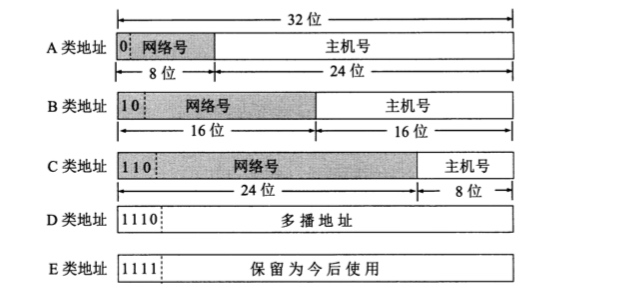 32 位
A 类地址 0 网络号 主机号
8 位 24 位
B 类地址 10 网络号 主机号
16 位 16 位
C 类地址 110 网络号 主机号
24 位 8 位
D 类地址 1110 多播地址
E 类地址 1111 保留为今后使用